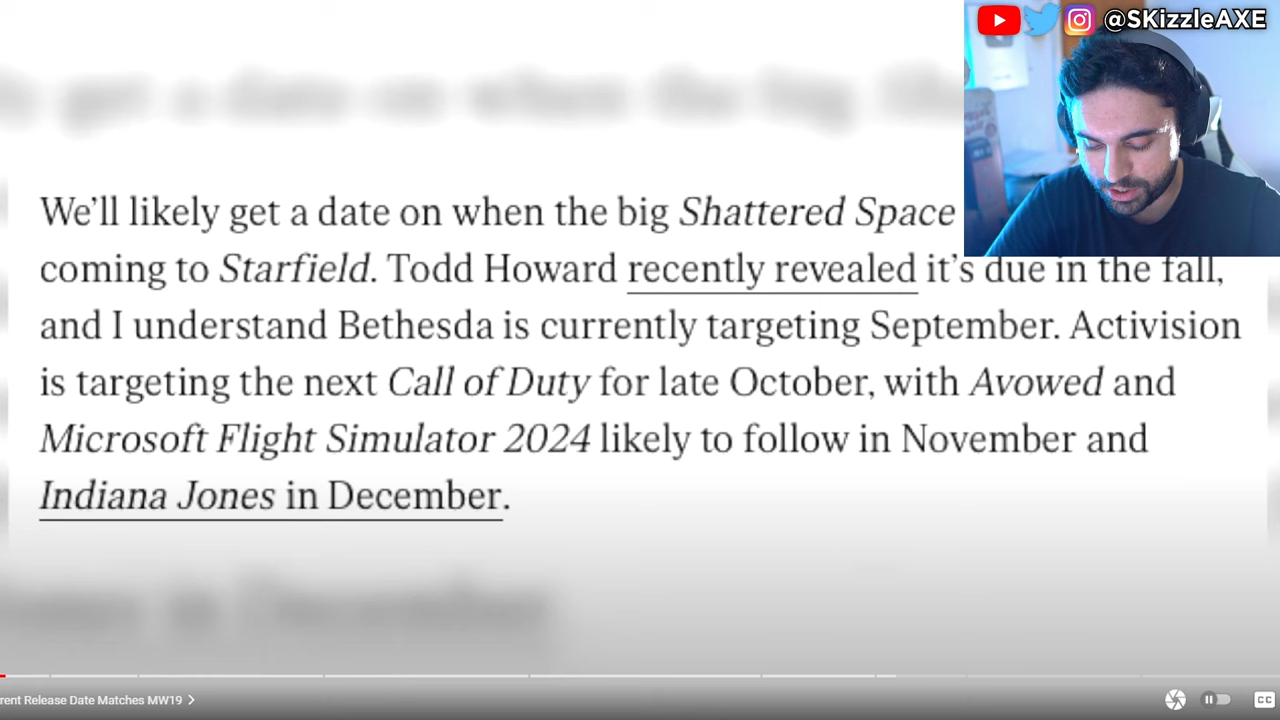 @SKizzleAXE
We'll likely get a date on when the big Shattered Space
coming to Starfield. Todd Howard recently revealed it's due in the fall,
and I understand Bethesda is currently targeting September. Activision
is targeting the next Call of Duty for late October, with Avowed and
Microsoft Flight Simulator 2024 likely to follow in November and
Indiana Jones in December.
rent Release Date Matches MW19
CC